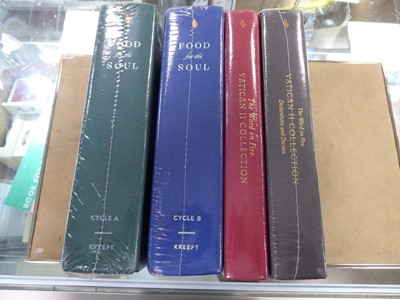 FOOD
for the
SOUL
CYCLE A
KREEFT
FOOD
for the
SOUL
CYCLE B
KREEFT
The Word on Fire
VATICAN II COLLECTION
The Word on Fire
VATICAN II COLLECTION
Declarations and Decrees